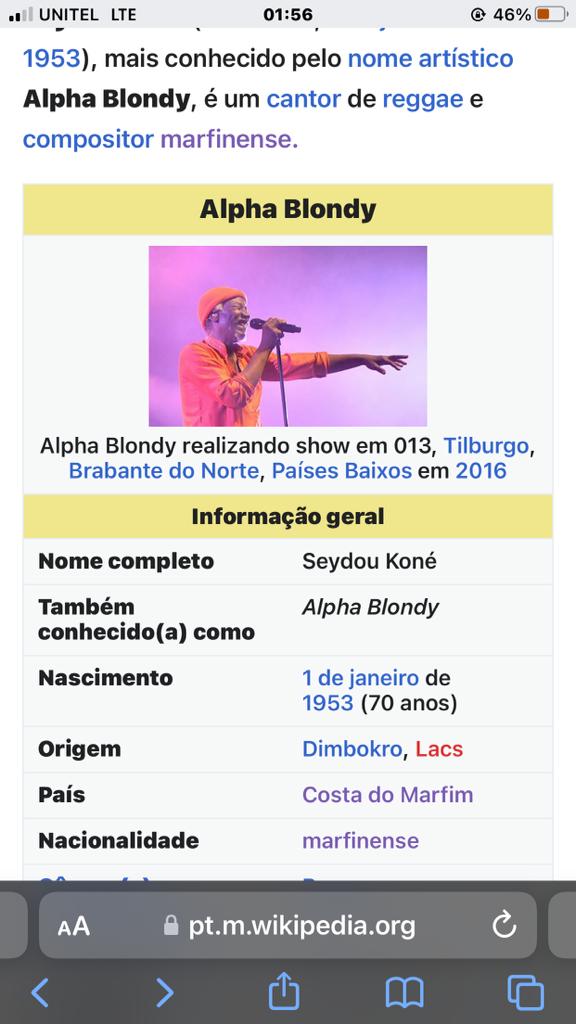 UNITEL LTE 01:56 46%
1953), mais conhecido pelo nome artístico
Alpha Blondy, é um cantor de reggae e
compositor marfinense.
Alpha Blondy
Alpha Blondy realizando show em 013, Tilburgo,
Brabante do Norte, Países Baixos em 2016
Informação geral
Nome completo Seydou Koné
Também
conhecido(a) como Alpha Blondy
Nascimento 1 de janeiro de
1953 (70 anos)
Origem Dimbokro, Lacs
País Costa do Marfim
Nacionalidade marfinense
AA pt.m.wikipedia.org